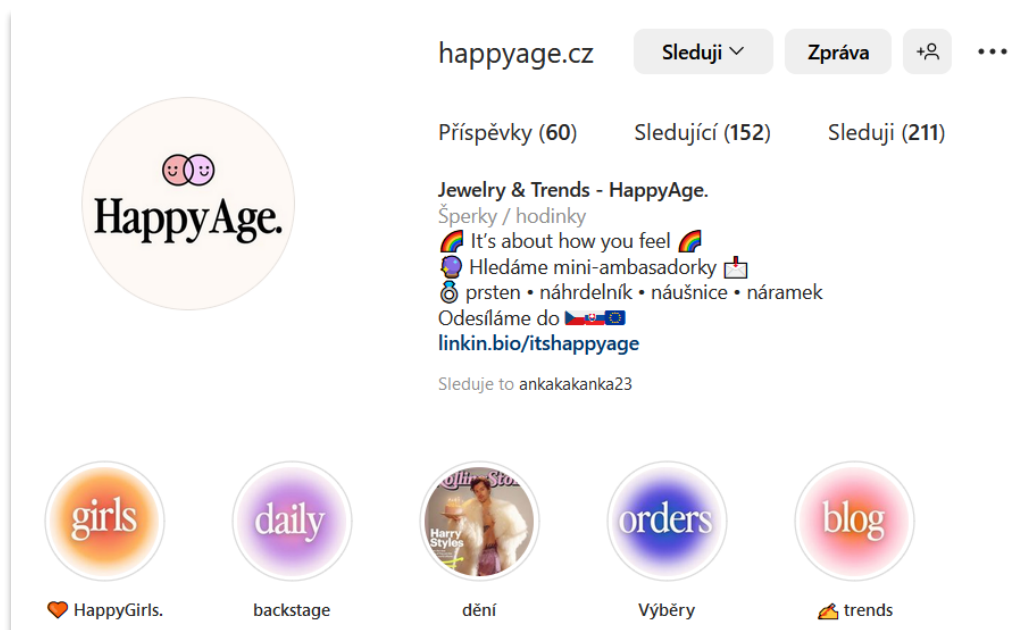 happyage.cz Sleduji Zpráva
Příspěvky (60) Sledující (152) Sleduji (211)
HappyAge.
Jewelry & Trends - HappyAge.
Šperky / hodinky
🌈 It's about how you feel 🌈
🔮 Hledáme mini-ambasadorky 📩
💍 prsten • náhrdelník • náušnice • náramek
Odesíláme do 🇨🇿🇸🇰🇪🇺
linkin.bio/itshappyage
Sleduje to ankakakanka23
girls daily Harry Styles orders blog
🧡 HappyGirls. backstage dění Výběry ✍️ trends